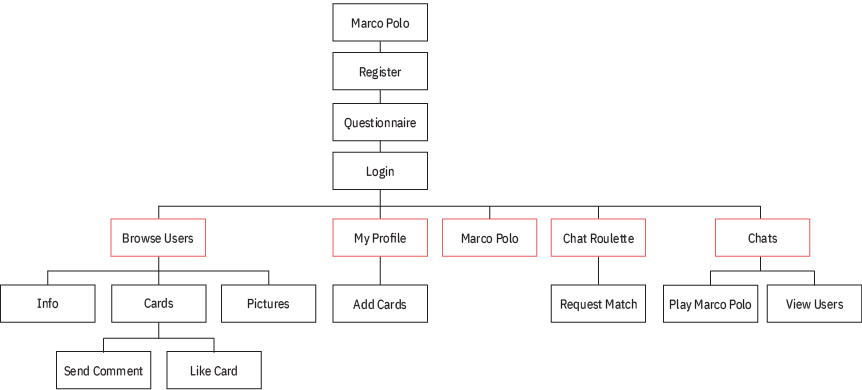 Marco Polo
Register
Questionnaire
Login
Browse Users
My Profile
Marco Polo
Chat Roulette
Chats
Info
Cards
Pictures
Add Cards
Request Match
Play Marco Polo
View Users
Send Comment
Like Card